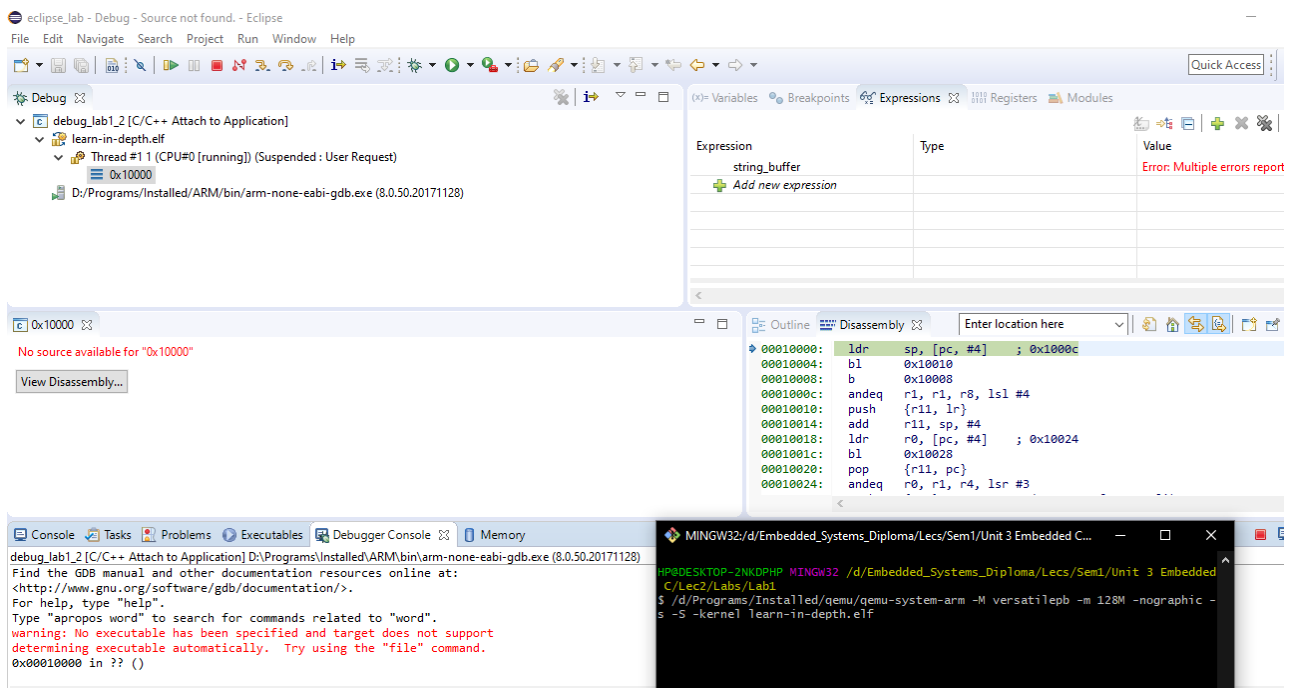 eclipse_lab - Debug - Source not found. - Eclipse
File Edit Navigate Search Project Run Window Help
Quick Access
Debug
debug_lab1_2 [C/C++ Attach to Application]
learn-in-depth.elf
Thread #1 1 (CPU#0 [running]) (Suspended : User Request)
0x10000
D:/Programs/Installed/ARM/bin/arm-none-eabi-gdb.exe (8.0.50.20171128)
(x)= Variables Breakpoints Expressions Registers Modules
Expression Type Value
string_buffer Error: Multiple errors report
Add new expression
0x10000
No source available for "0x10000"
View Disassembly...
Outline Disassembly Enter location here
00010000: ldr sp, [pc, #4] ; 0x1000c
00010004: bl 0x10010
00010008: b 0x10008
0001000c: andeq r1, r1, r8, lsl #4
00010010: push {r11, lr}
00010014: add r11, sp, #4
00010018: ldr r0, [pc, #4] ; 0x10024
0001001c: bl 0x10028
00010020: pop {r11, pc}
00010024: andeq r0, r1, r4, lsr #3
Console Tasks Problems Executables Debugger Console Memory
debug_lab1_2 [C/C++ Attach to Application] D:\Programs\Installed\ARM\bin\arm-none-eabi-gdb.exe (8.0.50.20171128)
Find the GDB manual and other documentation resources online at:
<http://www.gnu.org/software/gdb/documentation/>.
For help, type "help".
Type "apropos word" to search for commands related to "word".
warning: No executable has been specified and target does not support
determining executable automatically. Try using the "file" command.
0x00010000 in ?? ()
MINGW32:/d/Embedded_Systems_Diploma/Lecs/Sem1/Unit 3 Embedded C...
HP@DESKTOP-2NKDPHP MINGW32 /d/Embedded_Systems_Diploma/Lecs/Sem1/Unit 3 Embedded
C/Lec2/Labs/Lab1
$ /d/Programs/Installed/qemu/qemu-system-arm -M versatilepb -m 128M -nographic -
s -S -kernel learn-in-depth.elf